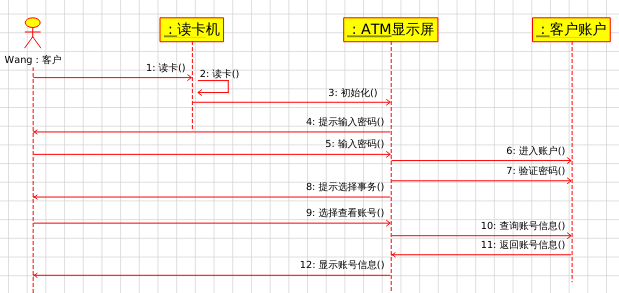 ：读卡机
：ATM显示屏
：客户账户
Wang：客户
1: 读卡()
2: 读卡()
3: 初始化()
4: 提示输入密码()
5: 输入密码()
6: 进入账户()
7: 验证密码()
8: 提示选择事务()
9: 选择查看账号()
10: 查询账号信息()
11: 返回账号信息()
12: 显示账号信息()